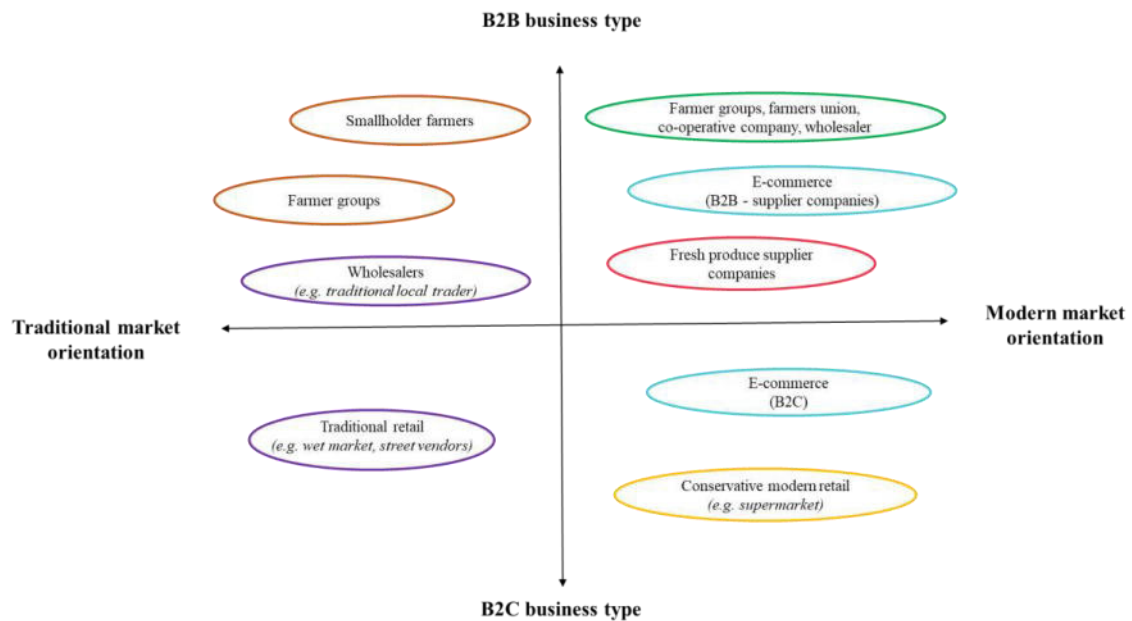 B2B business type
Smallholder farmers
Farmer groups, farmers union,
co-operative company, wholesaler
Farmer groups
E-commerce
(B2B - supplier companies)
Wholesalers
(e.g. traditional local trader)
Fresh produce supplier
companies
Traditional market
orientation
Modern market
orientation
E-commerce
(B2C)
Traditional retail
(e.g. wet market, street vendors)
Conservative modern retail
(e.g. supermarket)
B2C business type